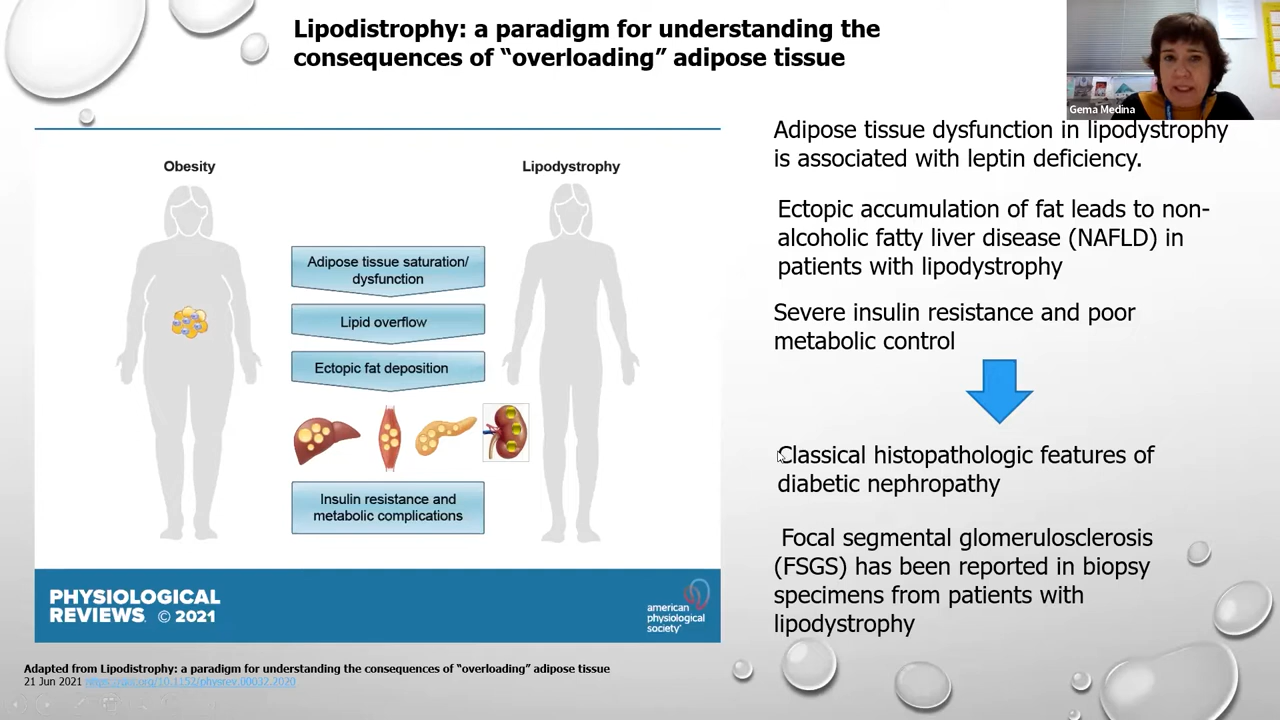 Lipodistrophy: a paradigm for understanding the
consequences of “overloading” adipose tissue
Gema Medina
Obesity
Lipodystrophy
Adipose tissue saturation/
dysfunction
Lipid overflow
Ectopic fat deposition
Insulin resistance and
metabolic complications
PHYSIOLOGICAL
REVIEWS. © 2021
american
physiological
society
Adapted from Lipodistrophy: a paradigm for understanding the consequences of “overloading” adipose tissue
21 Jun 2021 https://doi.org/10.1152/physrev.00032.2020
Adipose tissue dysfunction in lipodystrophy
is associated with leptin deficiency.
Ectopic accumulation of fat leads to non-
alcoholic fatty liver disease (NAFLD) in
patients with lipodystrophy
Severe insulin resistance and poor
metabolic control
Classical histopathologic features of
diabetic nephropathy
Focal segmental glomerulosclerosis
(FSGS) has been reported in biopsy
specimens from patients with
lipodystrophy